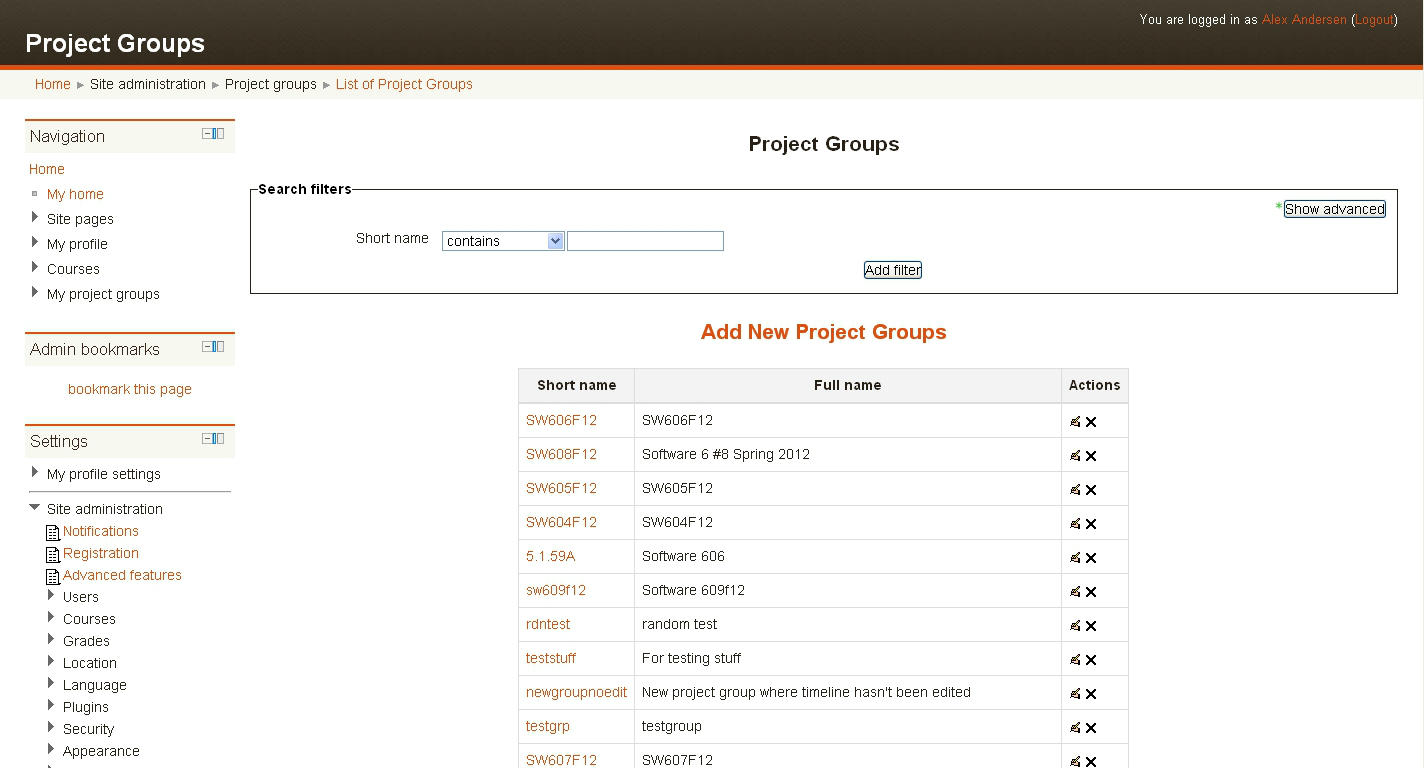 You are logged in as Alex Andersen (Logout)
Project Groups
Home ► Site administration ► Project groups ► List of Project Groups
Navigation
Home
My home
Site pages
My profile
Courses
My project groups
Admin bookmarks
bookmark this page
Settings
My profile settings
Site administration
Notifications
Registration
Advanced features
Users
Courses
Grades
Location
Language
Plugins
Security
Appearance
Project Groups
Search filters
*Show advanced
Short name contains
Add filter
Add New Project Groups
Short name Full name Actions
SW606F12 SW606F12
SW608F12 Software 6 #8 Spring 2012
SW605F12 SW605F12
SW604F12 SW604F12
5.1.59A Software 606
sw609f12 Software 609f12
rdntest random test
teststuff For testing stuff
newgroupnoedit New project group where timeline hasn't been edited
testgrp testgroup
SW607F12 SW607F12